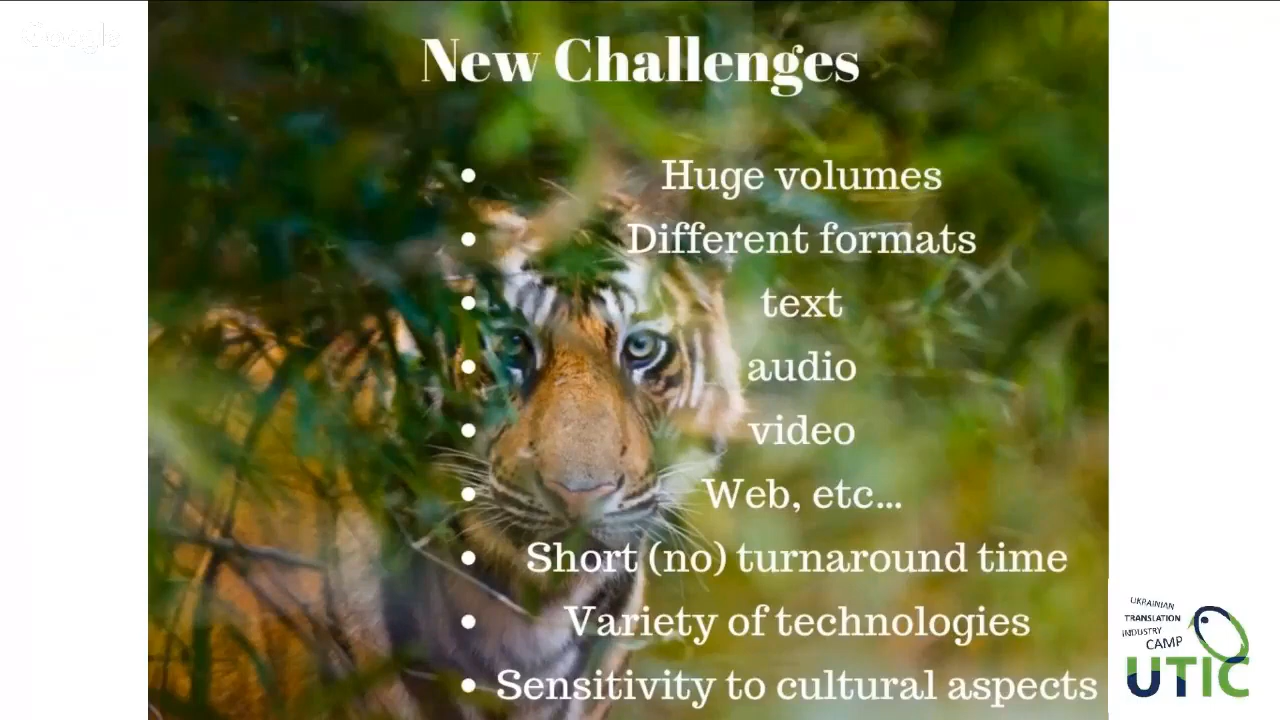 Google
New Challenges
• Huge volumes
• Different formats
• text
• audio
• video
• Web, etc...
• Short (no) turnaround time
• Variety of technologies
• Sensitivity to cultural aspects
UKRAINIAN
TRANSLATION
INDUSTRY
CAMP
UTIC